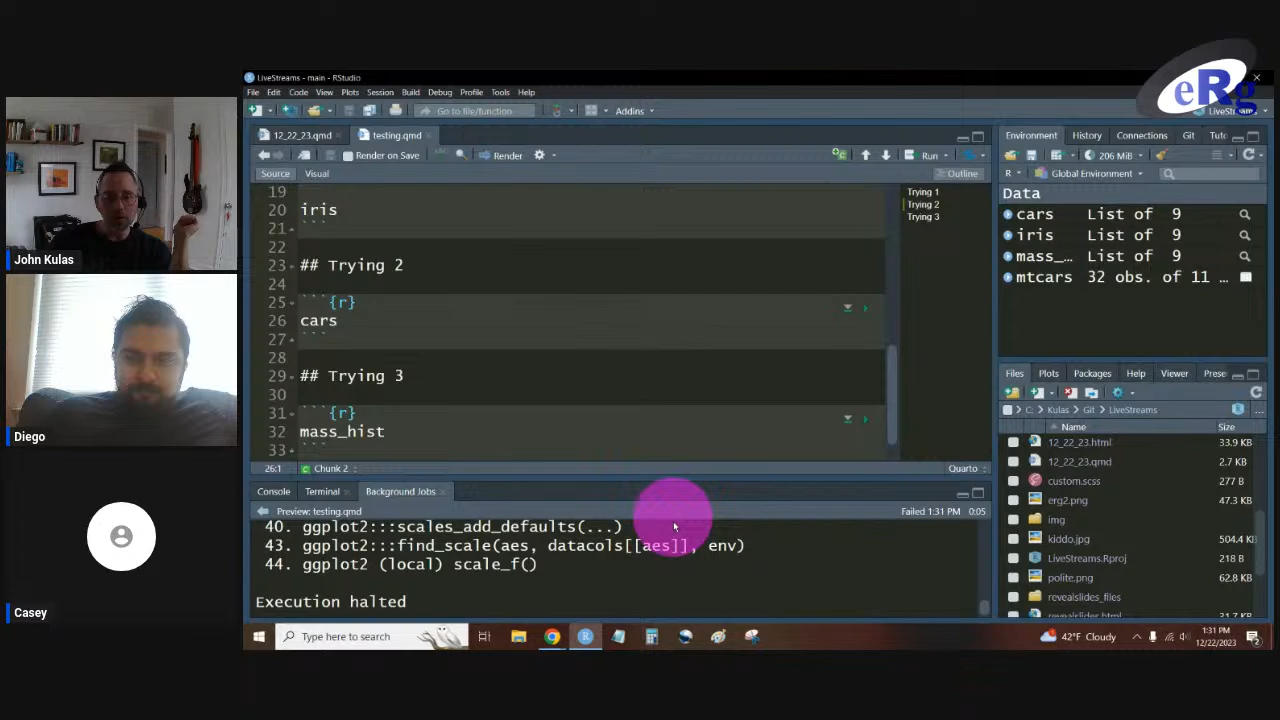 eRg
LiveStreams - main - RStudio
File Edit Code View Plots Session Build Debug Profile Tools Help
Go to file/function Addins LiveStreams
12_22_23.qmd testing.qmd
Render on Save Render Run
Source Visual Outline
19
20 iris
21 ```
22
23 ## Trying 2
24
25 ```{r}
26 cars
27 ```
28
29 ## Trying 3
30
31 ```{r}
32 mass_hist
33 ```
26:1 Chunk 2 Quarto
Trying 1
Trying 2
Trying 3
Console Terminal Background Jobs
Preview: testing.qmd Failed 1:31 PM 0:05
40. ggplot2:::scales_add_defaults(...)
43. ggplot2:::find_scale(aes, datacols[[aes]], env)
44. ggplot2 (local) scale_f()
Execution halted
Environment History Connections Git Tuto
206 MiB
R Global Environment
Data
cars List of 9
iris List of 9
mass_… List of 9
mtcars 32 obs. of 11 …
Files Plots Packages Help Viewer Prese
C: Kulas Git LiveStreams
Name Size
12_22_23.html 33.9 KB
12_22_23.qmd 2.7 KB
custom.scss 277 B
erg2.png 47.3 KB
img
kiddo.jpg 504.4 KB
LiveStreams.Rproj 218 B
polite.png 62.8 KB
revealslides_files
John Kulas
Diego
Casey
Type here to search
42°F Cloudy
1:31 PM
12/22/2023
2